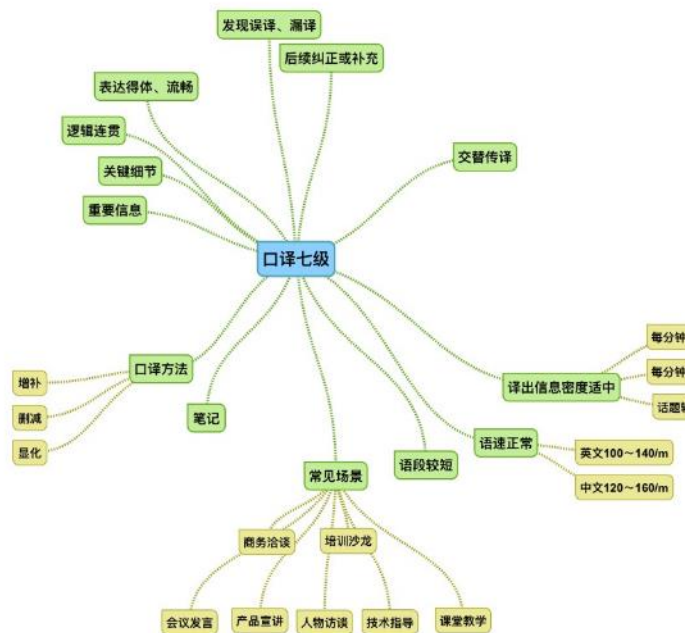 发现误译、漏译
后续纠正或补充
表达得体、流畅
逻辑连贯
关键细节
重要信息
交替传译
口译七级
口译方法
增补
删减
显化
笔记
常见场景
商务洽谈
培训沙龙
会议发言
产品宣讲
人物访谈
技术指导
课堂教学
语段较短
语速正常
英文100～140/m
中文120～160/m
译出信息密度适中
每分钟
每分钟
话题